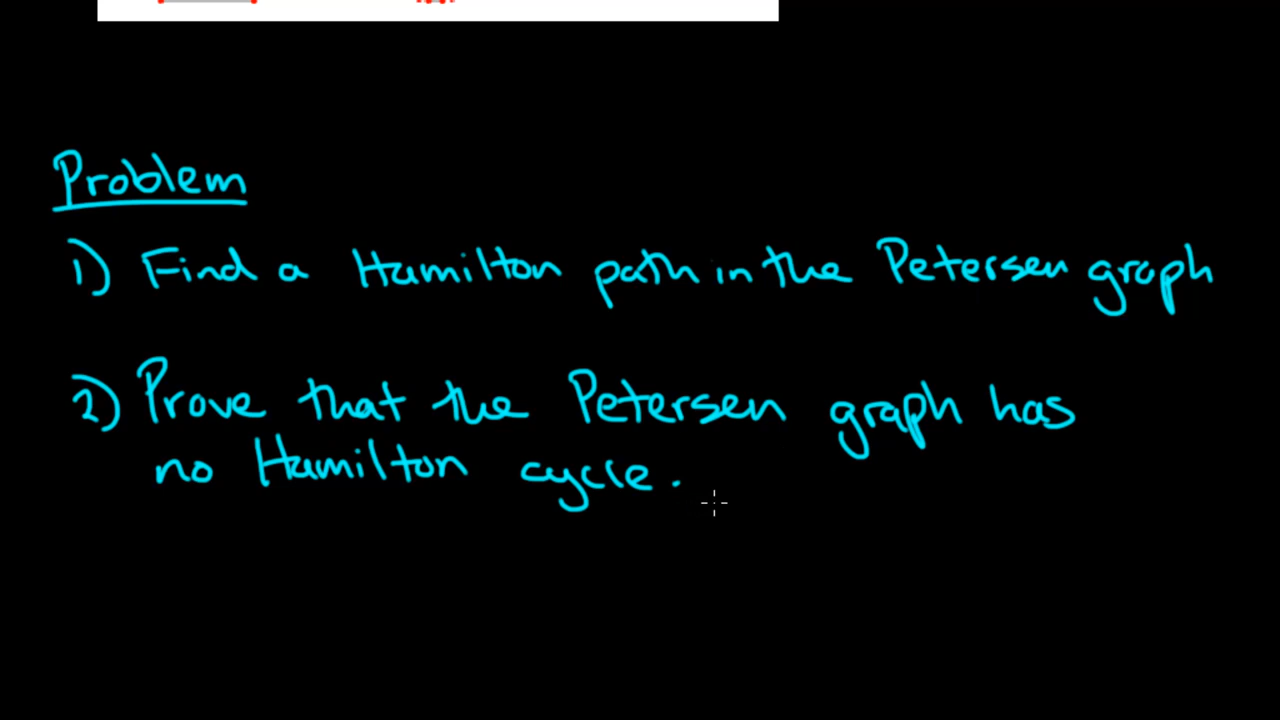 Problem
1) Find a Hamilton path in the Petersen graph
2) Prove that the Petersen graph has
no Hamilton cycle.